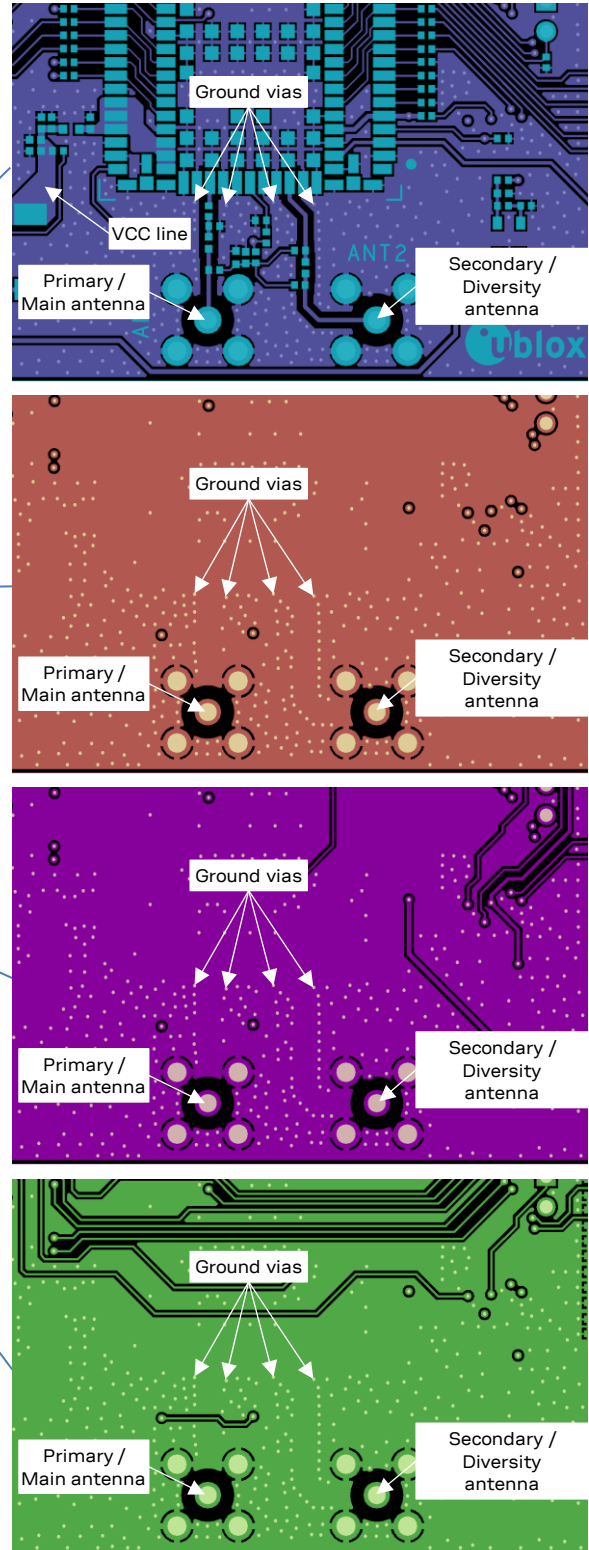 Ground vias
VCC line
ANT2
Primary /
Main antenna
Secondary /
Diversity
antenna
ublox
Ground vias
Primary /
Main antenna
Secondary /
Diversity
antenna
Ground vias
Primary /
Main antenna
Secondary /
Diversity
antenna
Ground vias
Primary /
Main antenna
Secondary /
Diversity
antenna